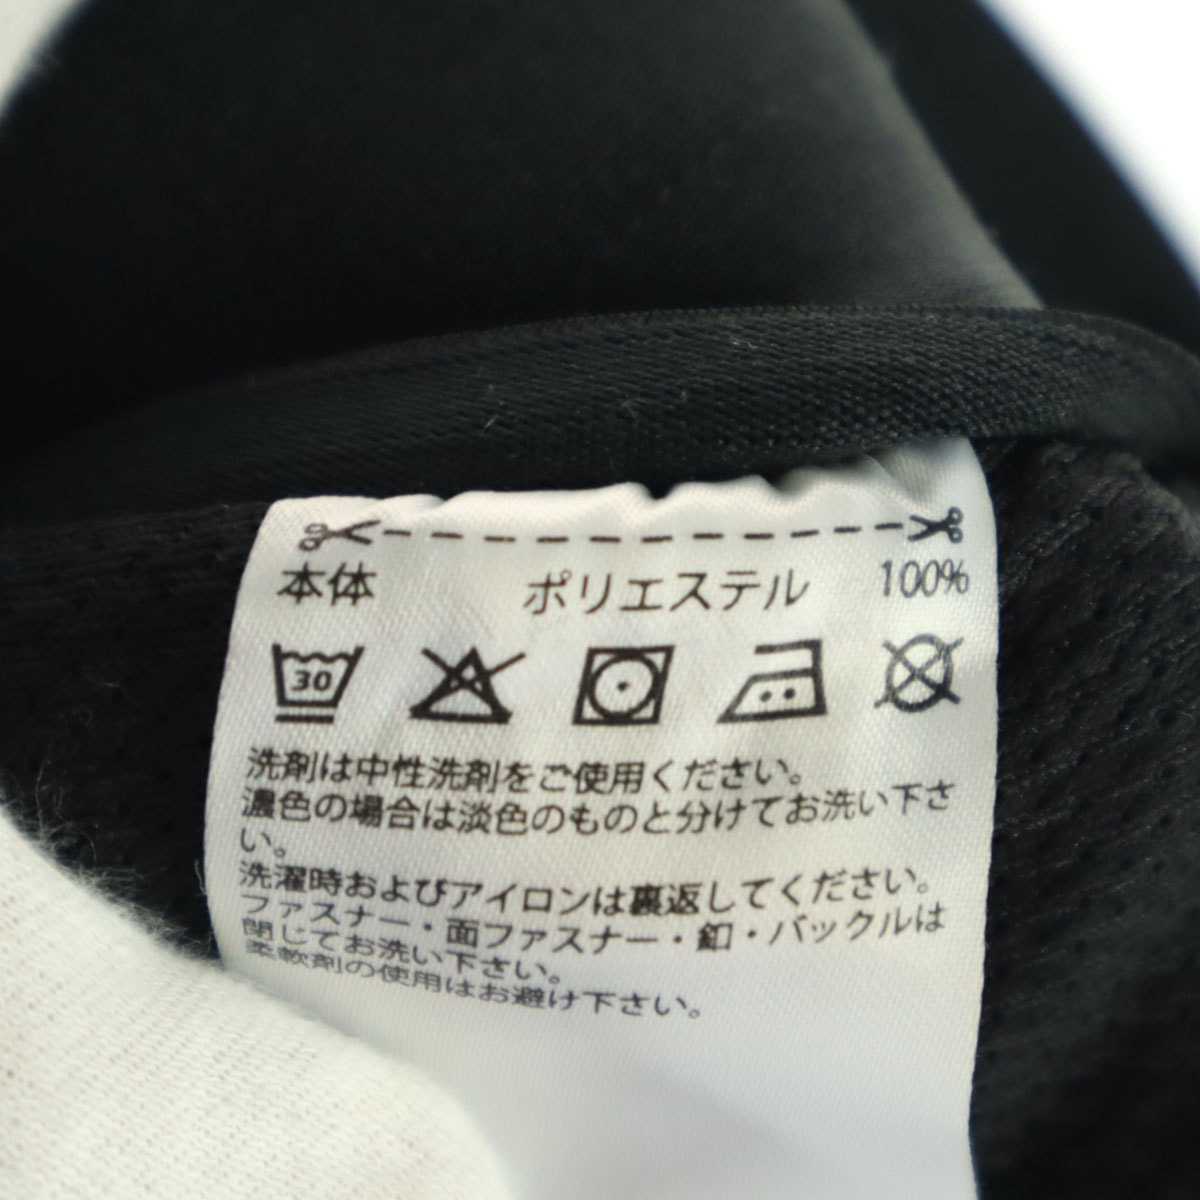 本体 ポリエステル 100%
30
洗剤は中性洗剤をご使用ください。
濃色の場合は淡色のものと分けてお洗い下さ
い。
洗濯時およびアイロンは裏返してください。
ファスナー・面ファスナー・釦・バックルは
閉じてお洗い下さい。
柔軟剤の使用はお避け下さい。